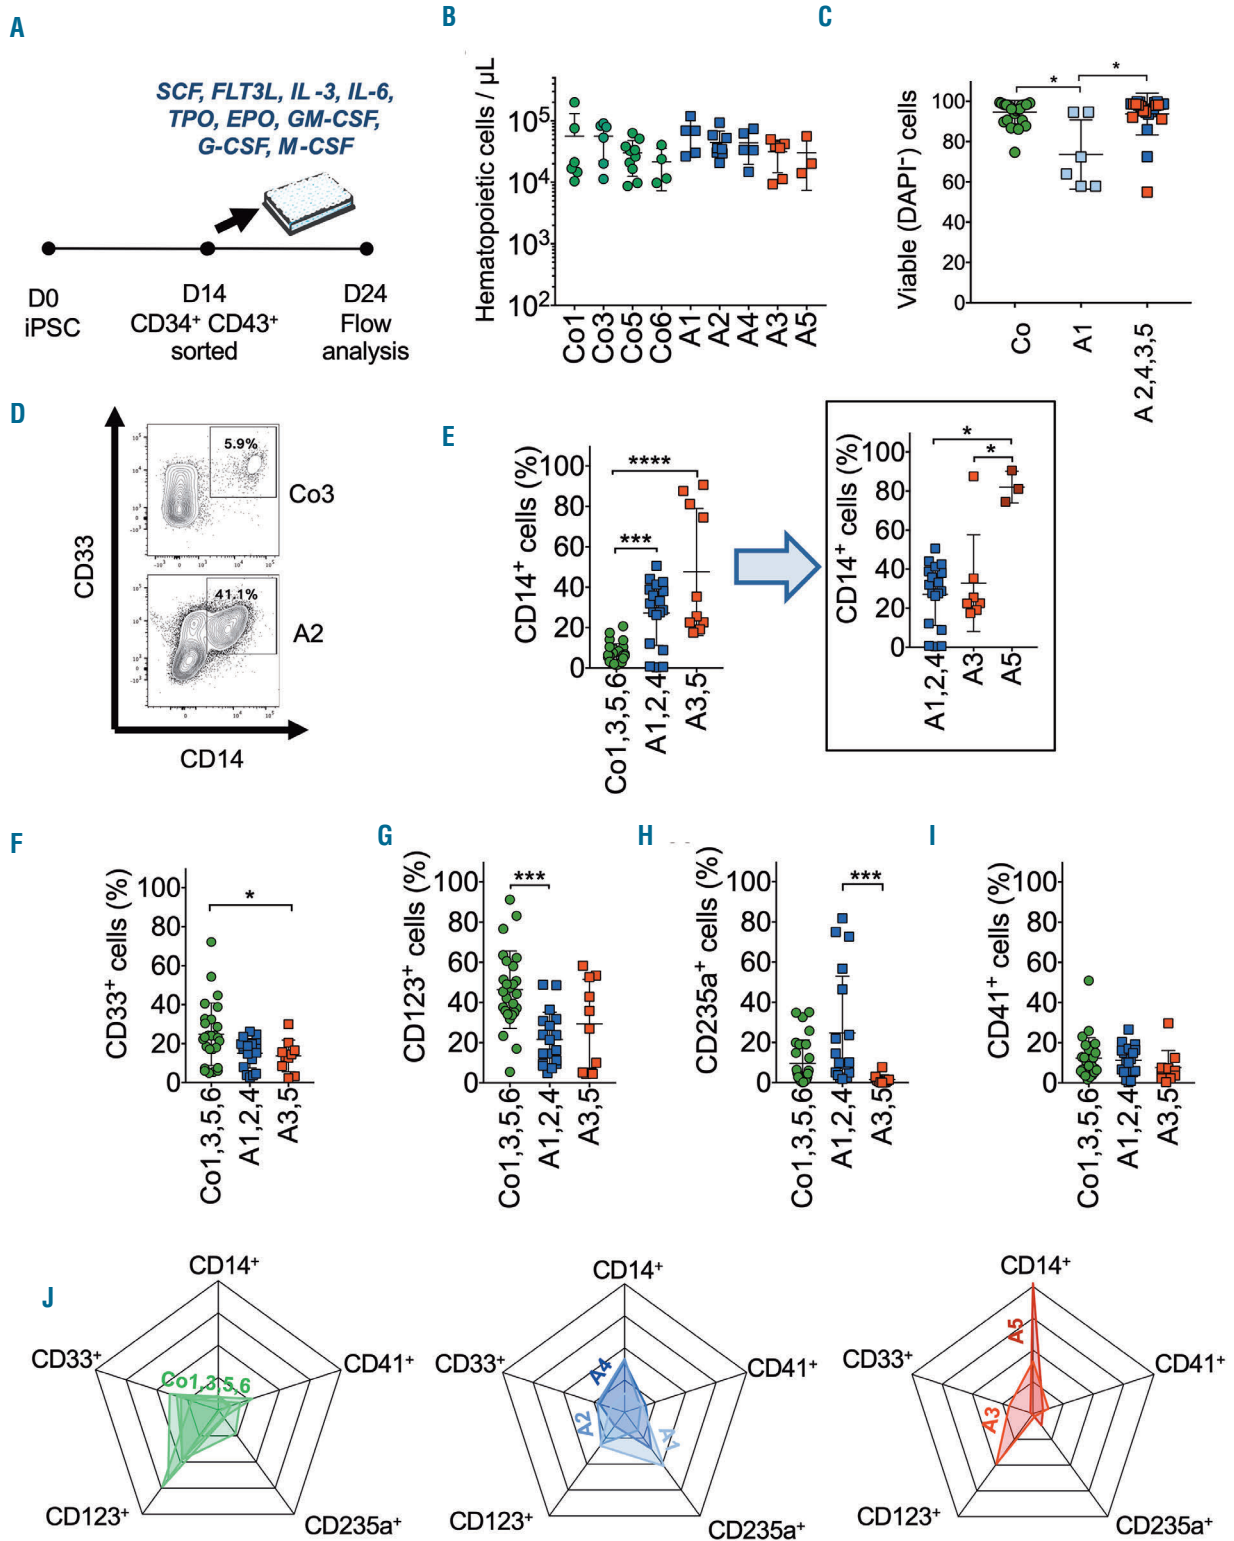 A
SCF, FLT3L, IL-3, IL-6,
TPO, EPO, GM-CSF,
G-CSF, M-CSF
D0
iPSC
D14
CD34⁺ CD43⁺
sorted
D24
Flow
analysis
B
Hematopoietic cells / µL
10⁵
10⁴
10³
10²
Co1
Co3
Co5
Co6
A1
A2
A4
A3
A5
C
Viable (DAPI⁻) cells
100
80
60
40
20
0
*
*
Co
A1
A 2,4,3,5
D
CD33
5.9%
Co3
41.1%
A2
CD14
E
CD14⁺ cells (%)
100
80
60
40
20
0
****
***
Co1,3,5,6
A1,2,4
A3,5
CD14⁺ cells (%)
100
80
60
40
20
0
*
*
A1,2,4
A3
A5
F
CD33⁺ cells (%)
100
80
60
40
20
0
*
Co1,3,5,6
A1,2,4
A3,5
G
CD123⁺ cells (%)
100
80
60
40
20
0
***
Co1,3,5,6
A1,2,4
A3,5
H
CD235a⁺ cells (%)
100
80
60
40
20
0
***
Co1,3,5,6
A1,2,4
A3,5
I
CD41⁺ cells (%)
100
80
60
40
20
0
Co1,3,5,6
A1,2,4
A3,5
J
CD14⁺
CD33⁺
CD41⁺
Co1,3,5,6
CD123⁺
CD235a⁺
CD14⁺
CD33⁺
CD41⁺
A4
A2
A1
CD123⁺
CD235a⁺
CD14⁺
CD33⁺
CD41⁺
A5
A3
CD123⁺
CD235a⁺